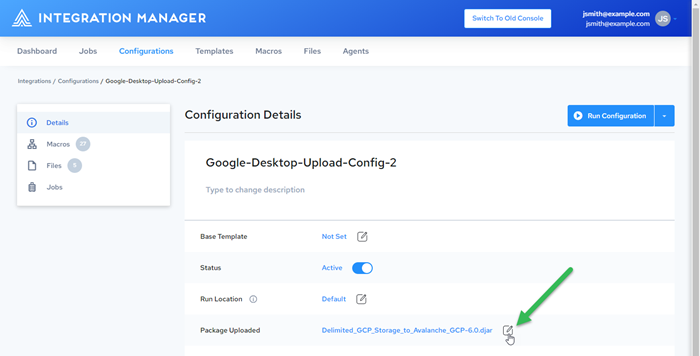 INTEGRATION MANAGER
Switch To Old Console
jsmith@example.com
jsmith@example.com
JS
Dashboard Jobs Configurations Templates Macros Files Agents
Integrations / Configurations / Google-Desktop-Upload-Config-2
Details
Macros 27
Files 5
Jobs
Configuration Details
Run Configuration
Google-Desktop-Upload-Config-2
Type to change description
Base Template Not Set
Status Active
Run Location Default
Package Uploaded Delimited_GCP_Storage_to_Avalanche_GCP-6.0.djar